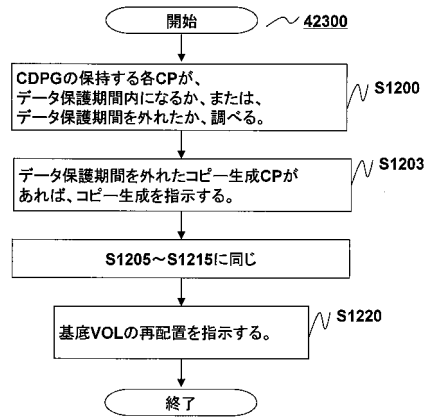 開始
42300
CDPGの保持する各CPが、
データ保護期間内になるか、または、
データ保護期間を外れたか、調べる。
S1200
データ保護期間を外れたコピー生成CPが
あれば、コピー生成を指示する。
S1203
S1205～S1215に同じ
基底VOLの再配置を指示する。
S1220
終了